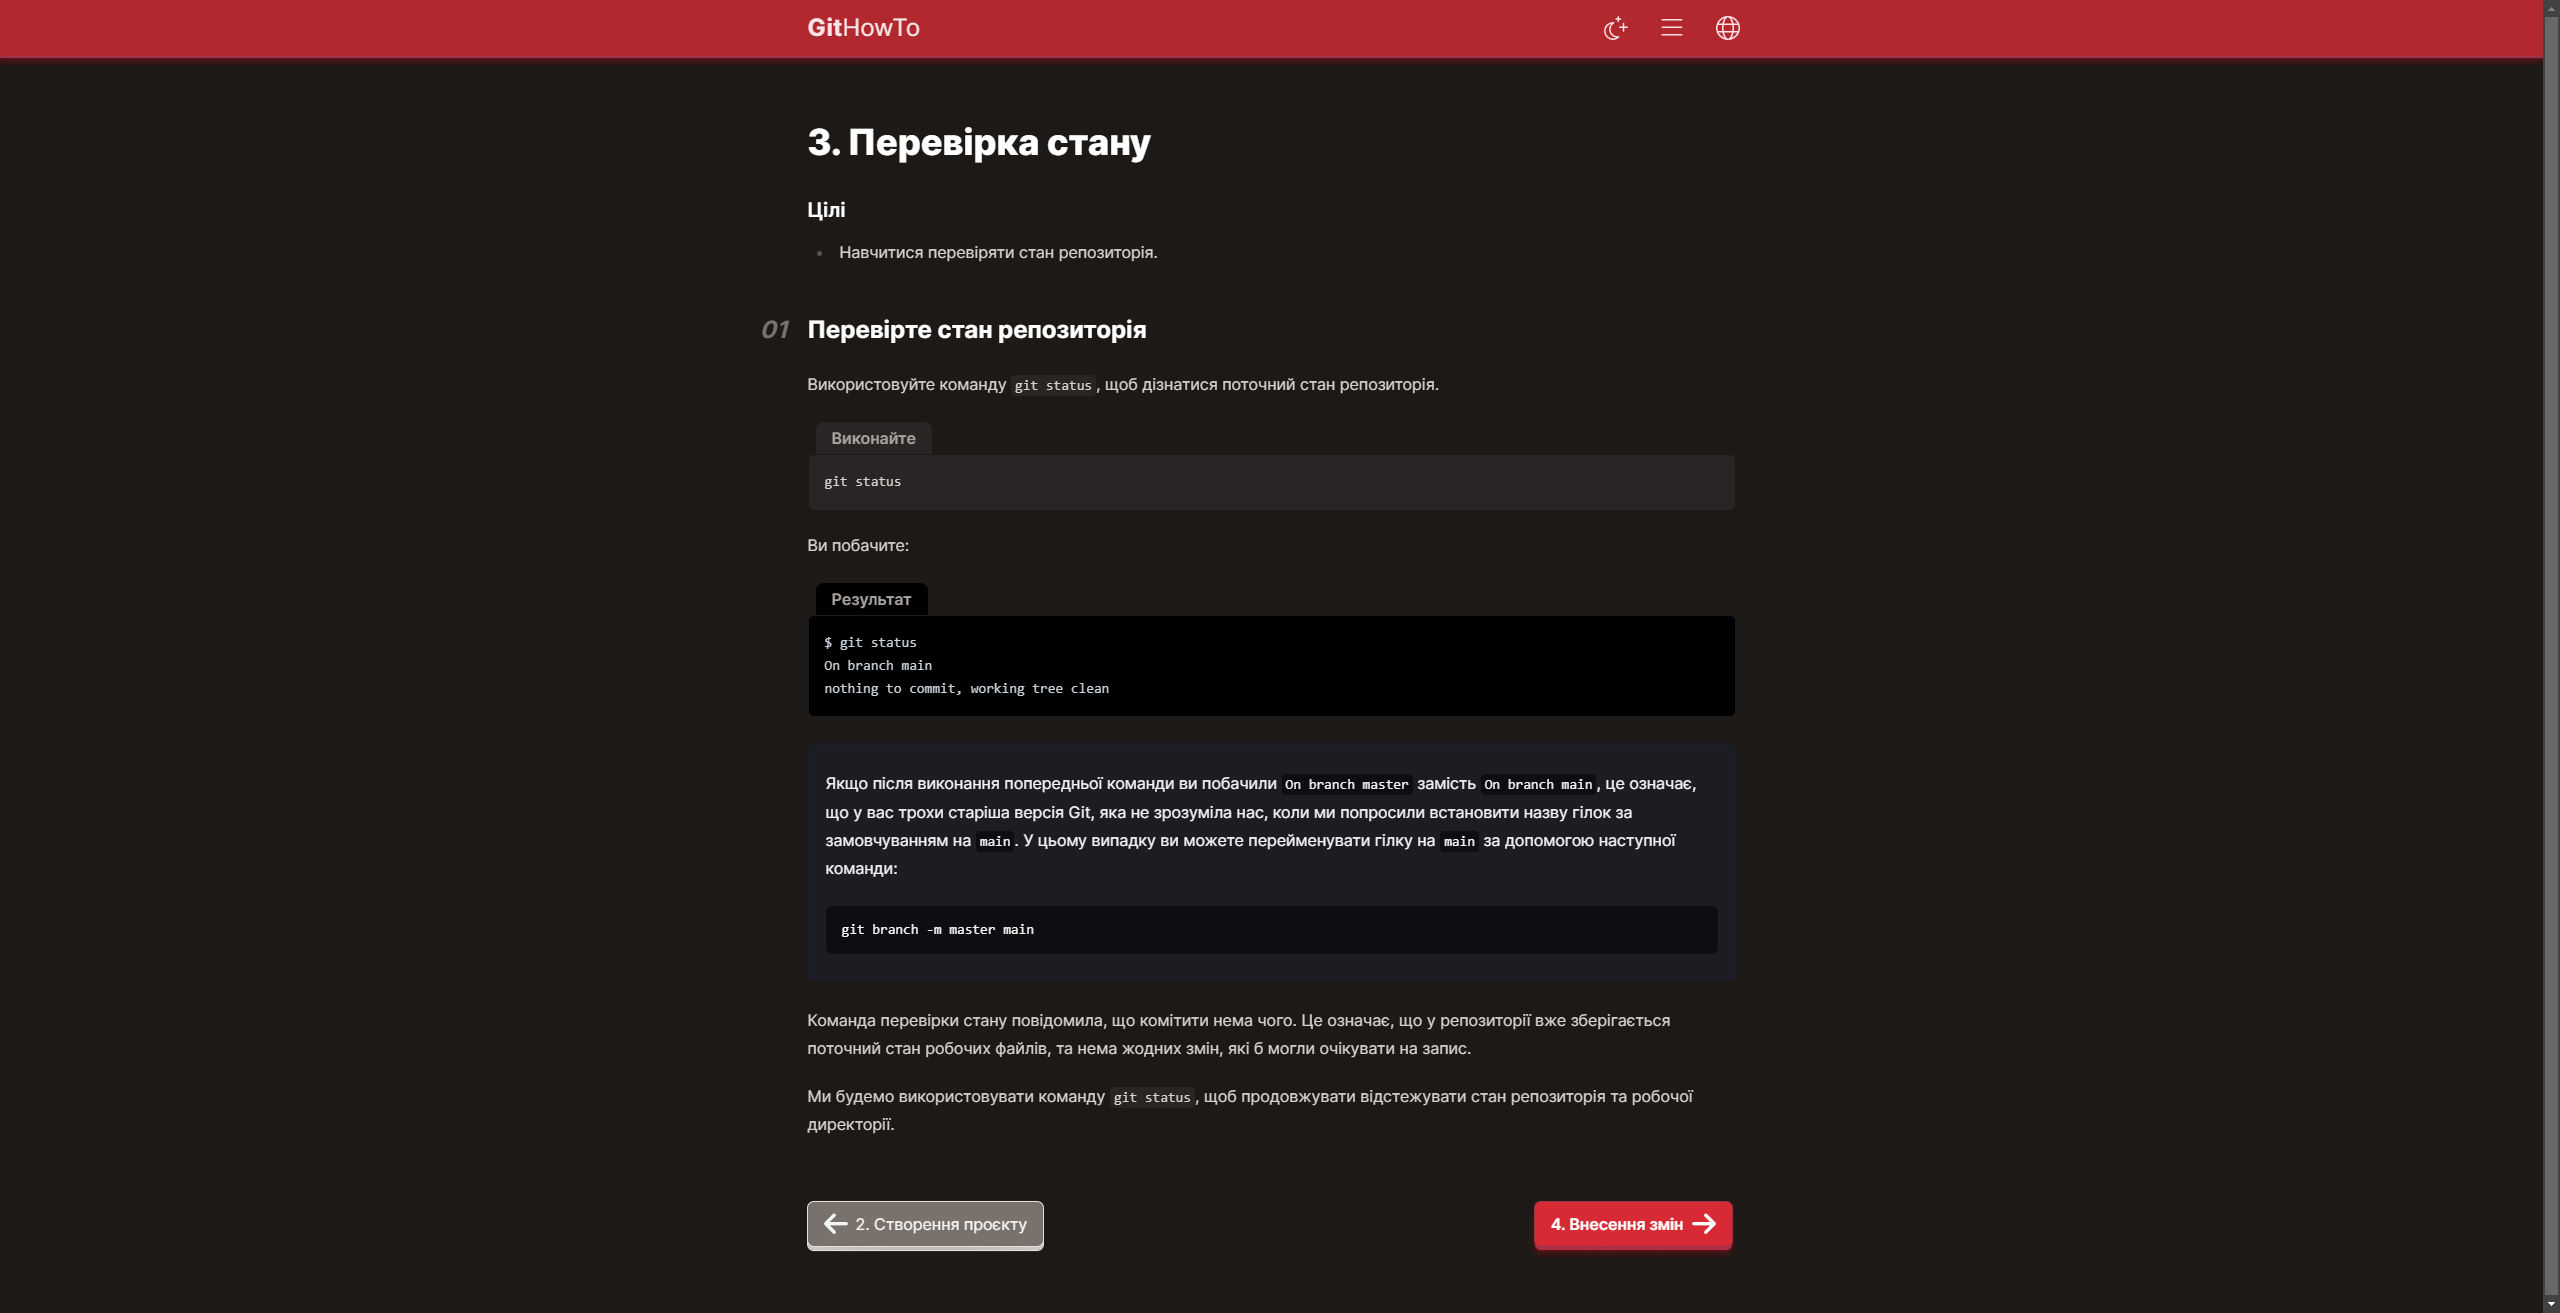 GitHowTo
3. Перевірка стану
Цілі
Навчитися перевіряти стан репозиторія.
01 Перевірте стан репозиторія
Використовуйте команду git status, щоб дізнатися поточний стан репозиторія.
Виконайте
git status
Ви побачите:
Результат
$ git status
On branch main
nothing to commit, working tree clean
Якщо після виконання попередньої команди ви побачили On branch master замість On branch main, це означає,
що у вас трохи старіша версія Git, яка не зрозуміла нас, коли ми попросили встановити назву гілок за
замовчуванням на main. У цьому випадку ви можете перейменувати гілку на main за допомогою наступної
команди:
git branch -m master main
Команда перевірки стану повідомила, що комітити нема чого. Це означає, що у репозиторії вже зберігається
поточний стан робочих файлів, та нема жодних змін, які б могли очікувати на запис.
Ми будемо використовувати команду git status, щоб продовжувати відстежувати стан репозиторія та робочої
директорії.
2. Створення проєкту
4. Внесення змін